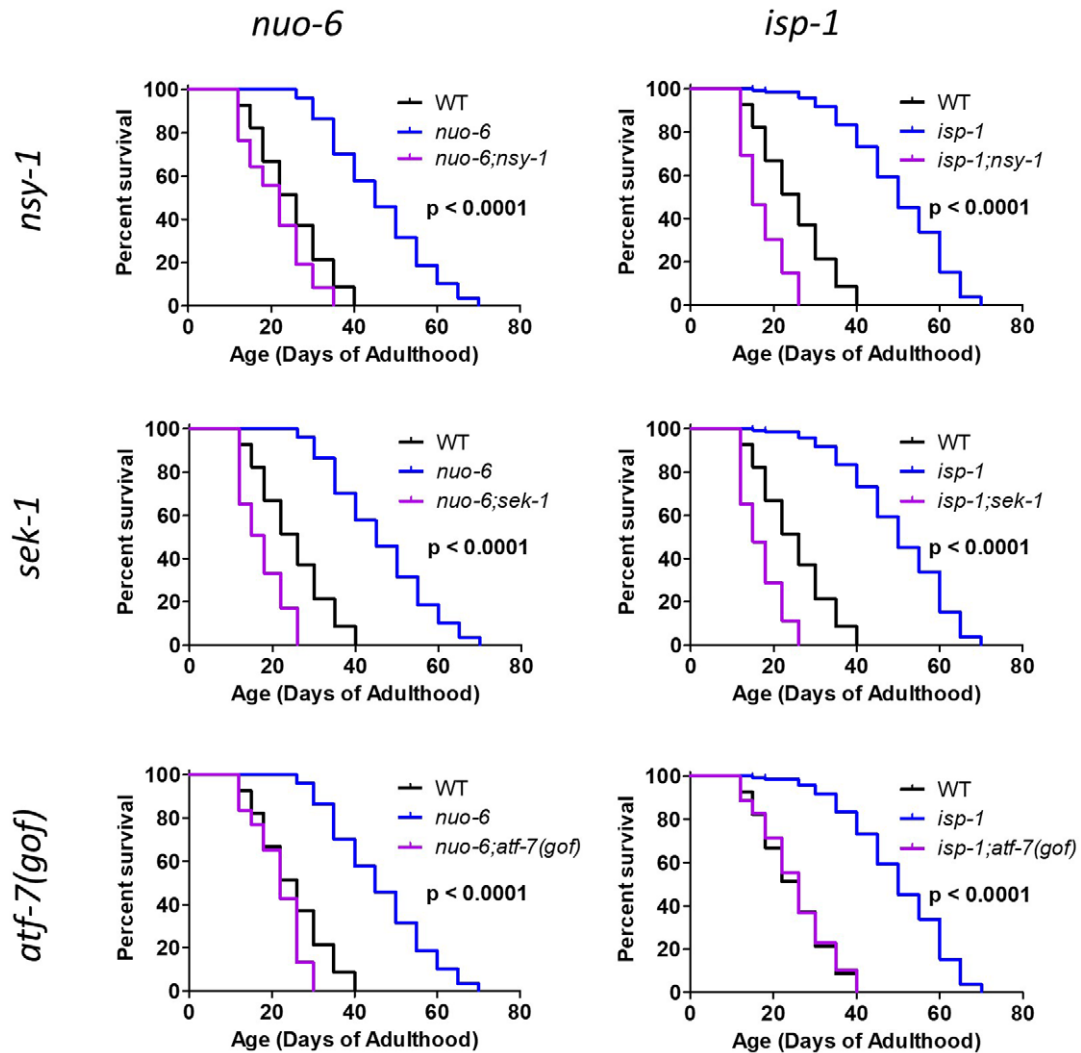 nuo-6
isp-1
nsy-1
Percent survival
100
80
60
40
20
0
WT
nuo-6
nuo-6;nsy-1
p < 0.0001
0 20 40 60 80
Age (Days of Adulthood)
Percent survival
100
80
60
40
20
0
WT
isp-1
isp-1;nsy-1
p < 0.0001
0 20 40 60 80
Age (Days of Adulthood)
sek-1
Percent survival
100
80
60
40
20
0
WT
nuo-6
nuo-6;sek-1
p < 0.0001
0 20 40 60 80
Age (Days of Adulthood)
Percent survival
100
80
60
40
20
0
WT
isp-1
isp-1;sek-1
p < 0.0001
0 20 40 60 80
Age (Days of Adulthood)
atf-7(gof)
Percent survival
100
80
60
40
20
0
WT
nuo-6
nuo-6;atf-7(gof)
p < 0.0001
0 20 40 60 80
Age (Days of Adulthood)
Percent survival
100
80
60
40
20
0
WT
isp-1
isp-1;atf-7(gof)
p < 0.0001
0 20 40 60 80
Age (Days of Adulthood)